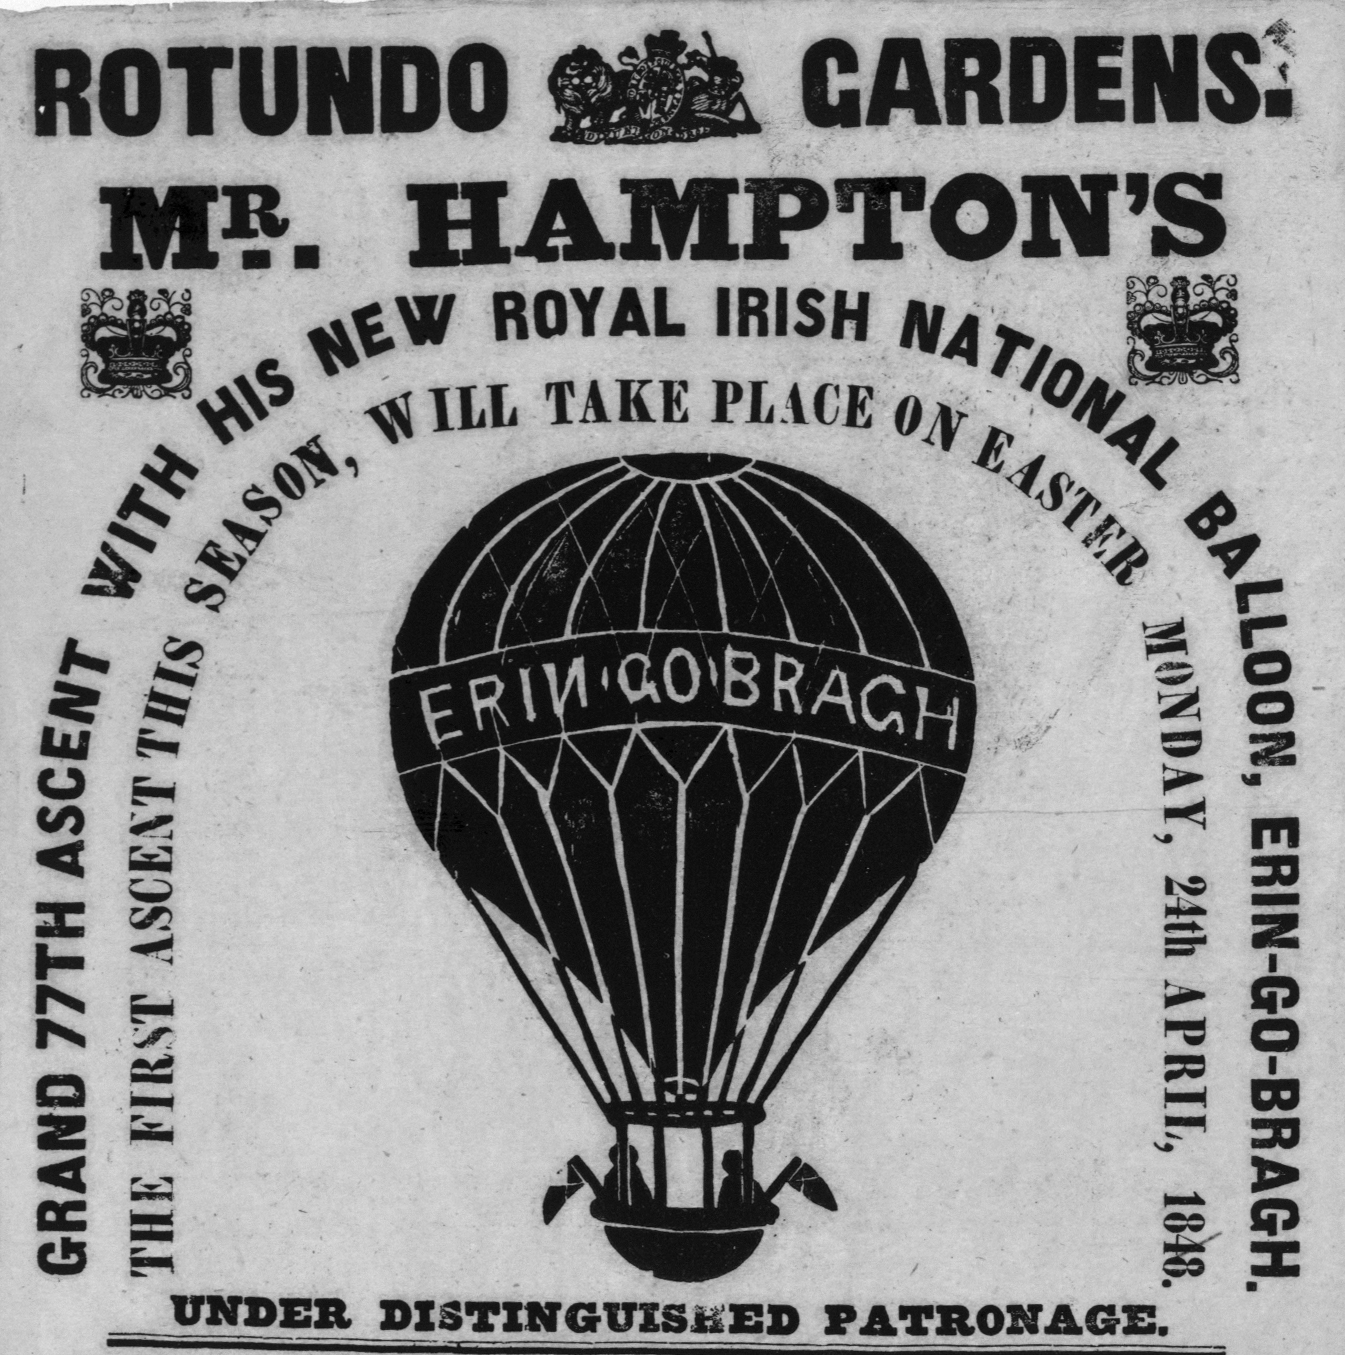 ROTUNDO GARDENS.
MR. HAMPTON'S
GRAND 77TH ASCENT WITH HIS NEW ROYAL IRISH NATIONAL BALLOON, ERIN-GO-BRAGH.
THE FIRST ASCENT THIS SEASON, WILL TAKE PLACE ON EASTER MONDAY, 24th APRIL, 1848.
ERIN GO BRAGH
UNDER DISTINGUISHED PATRONAGE.